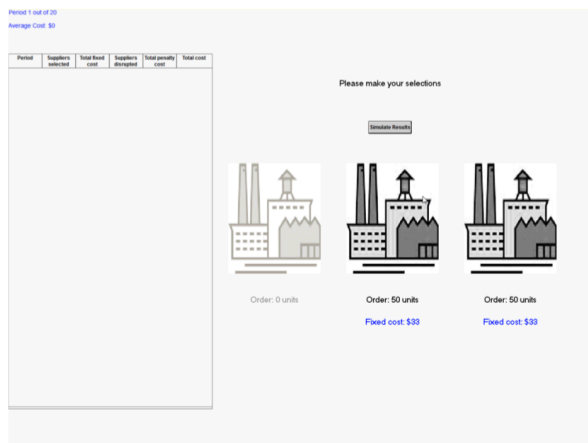 Period 1 out of 20
Average Cost: $0
Period Suppliers selected Total fixed cost Suppliers disrupted Total penalty cost Total cost
Please make your selections
Simulate Results
Order: 0 units
Order: 50 units
Order: 50 units
Fixed cost: $33
Fixed cost: $33